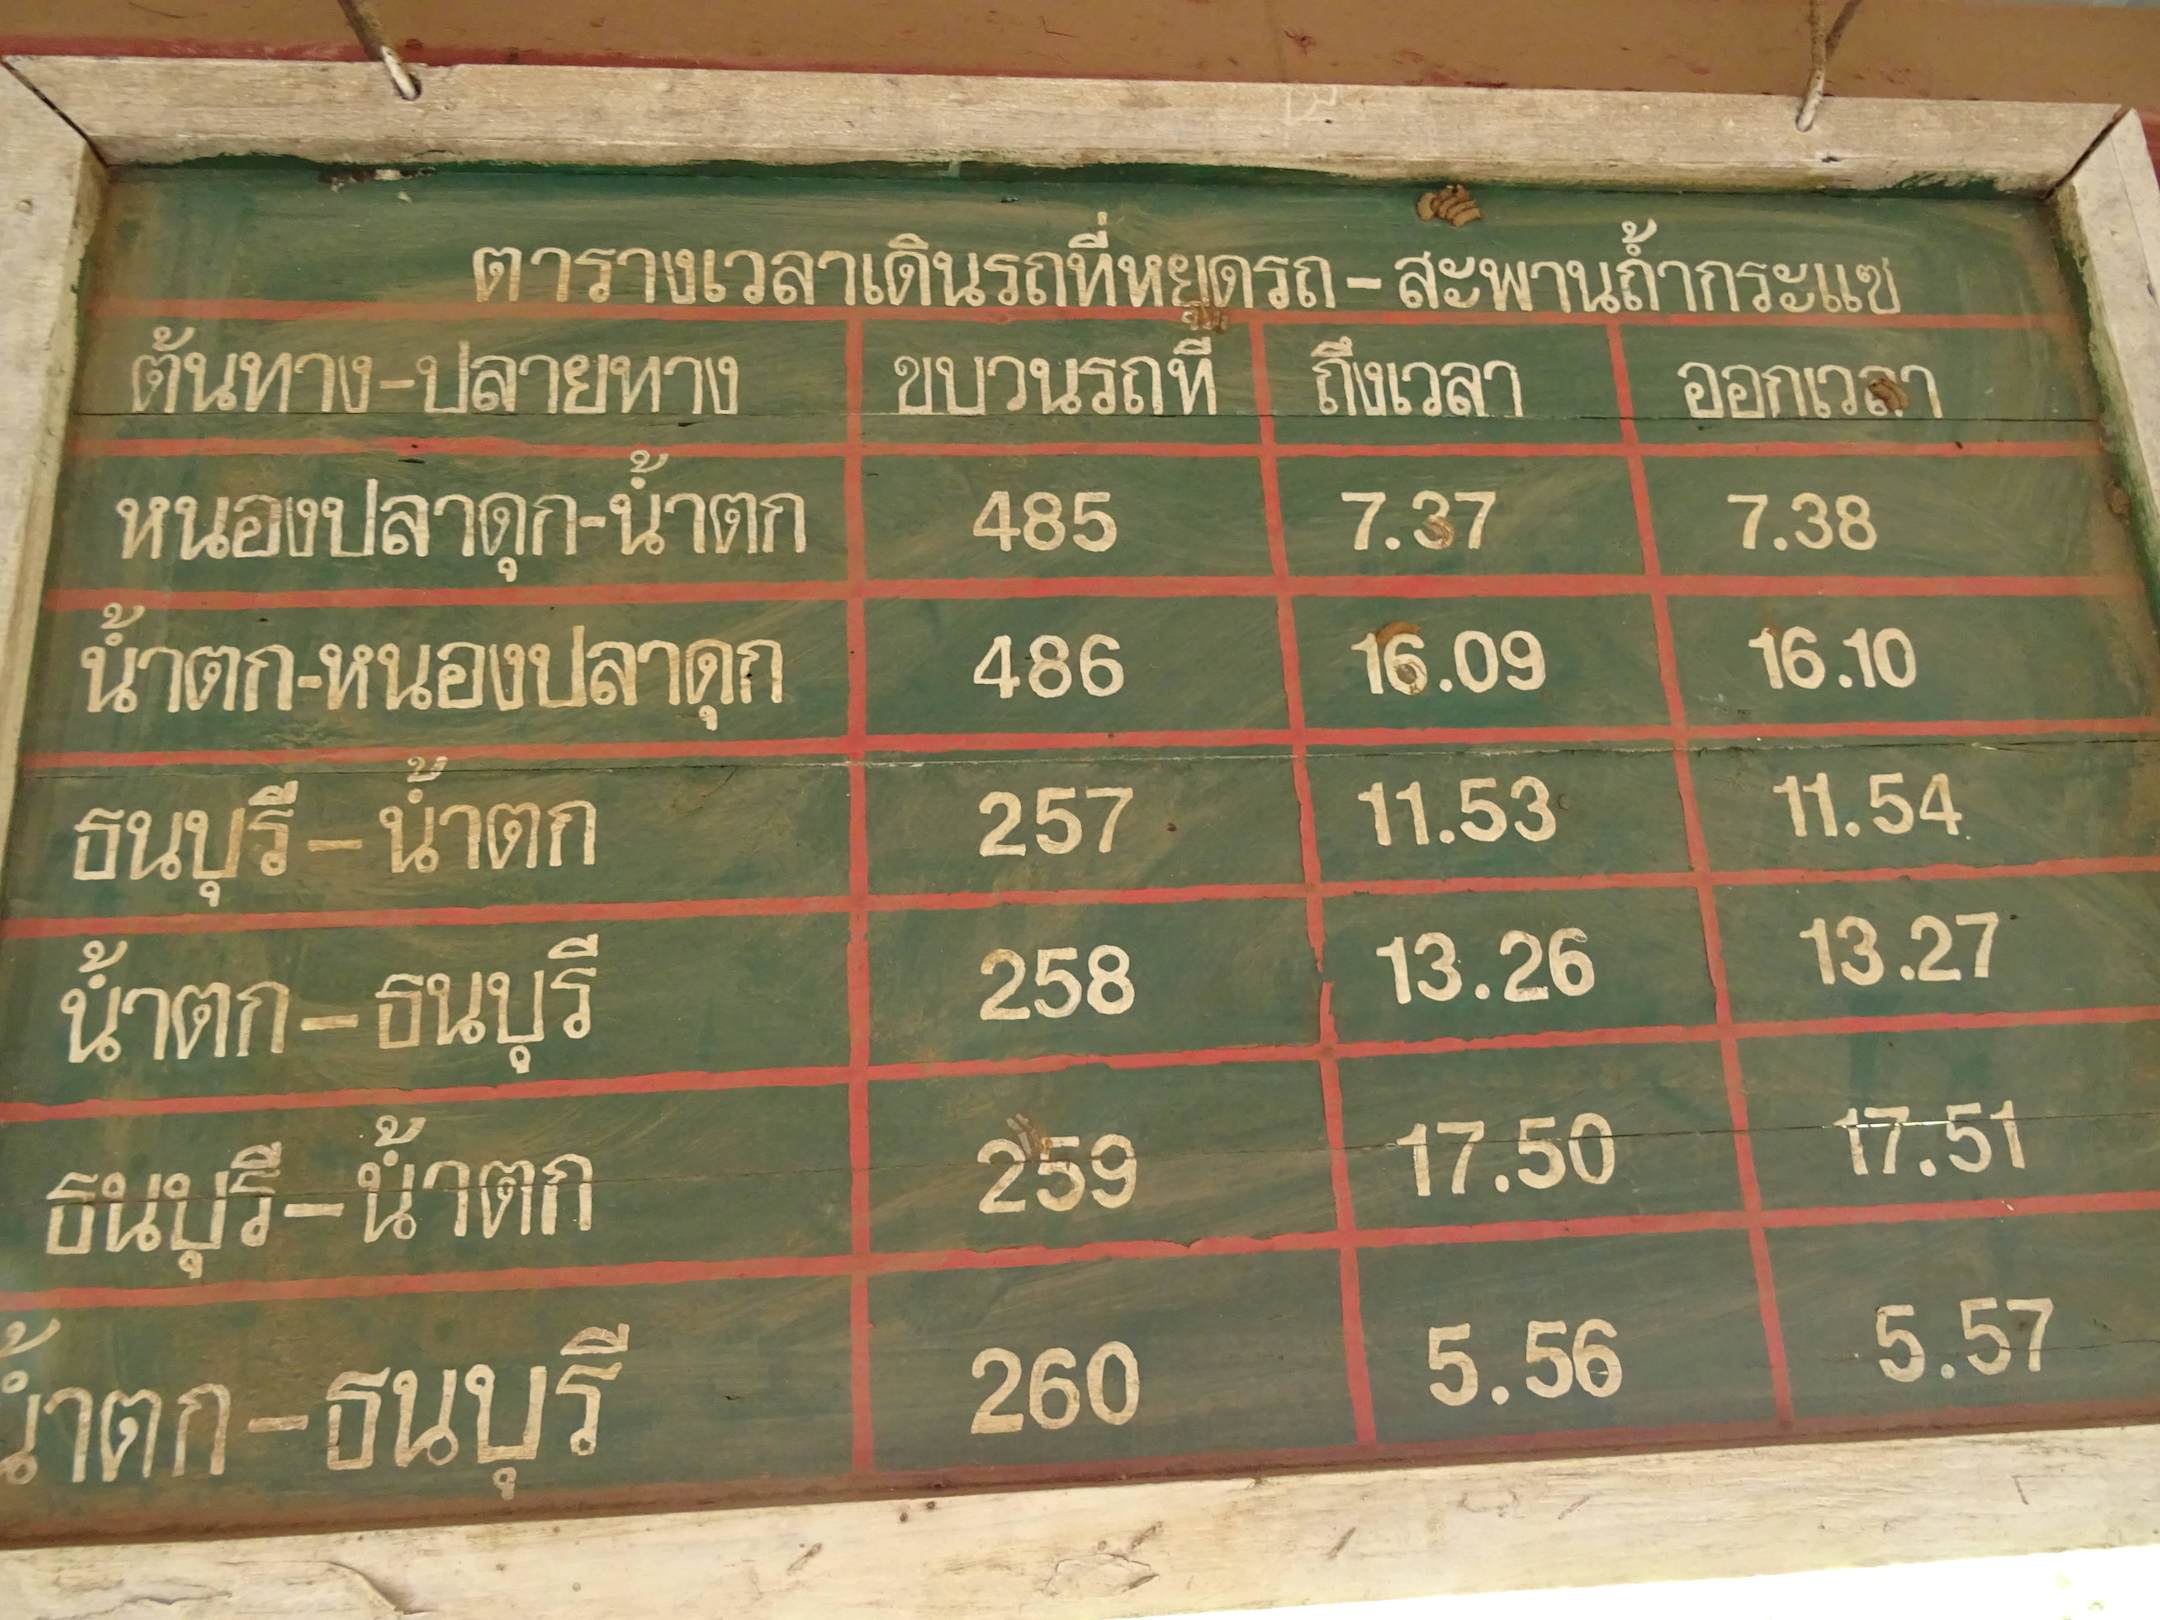 ตารางเวลาเดินรถที่หยุดรถ-สะพานถ้ำกระแซ
ต้นทาง-ปลายทาง ขบวนรถที่ ถึงเวลา ออกเวลา
หนองปลาดุก-น้ำตก 485 7.37 7.38
น้ำตก-หนองปลาดุก 486 16.09 16.10
ธนบุรี-น้ำตก 257 11.53 11.54
น้ำตก-ธนบุรี 258 13.26 13.27
ธนบุรี-น้ำตก 259 17.50 17.51
น้ำตก-ธนบุรี 260 5.56 5.57